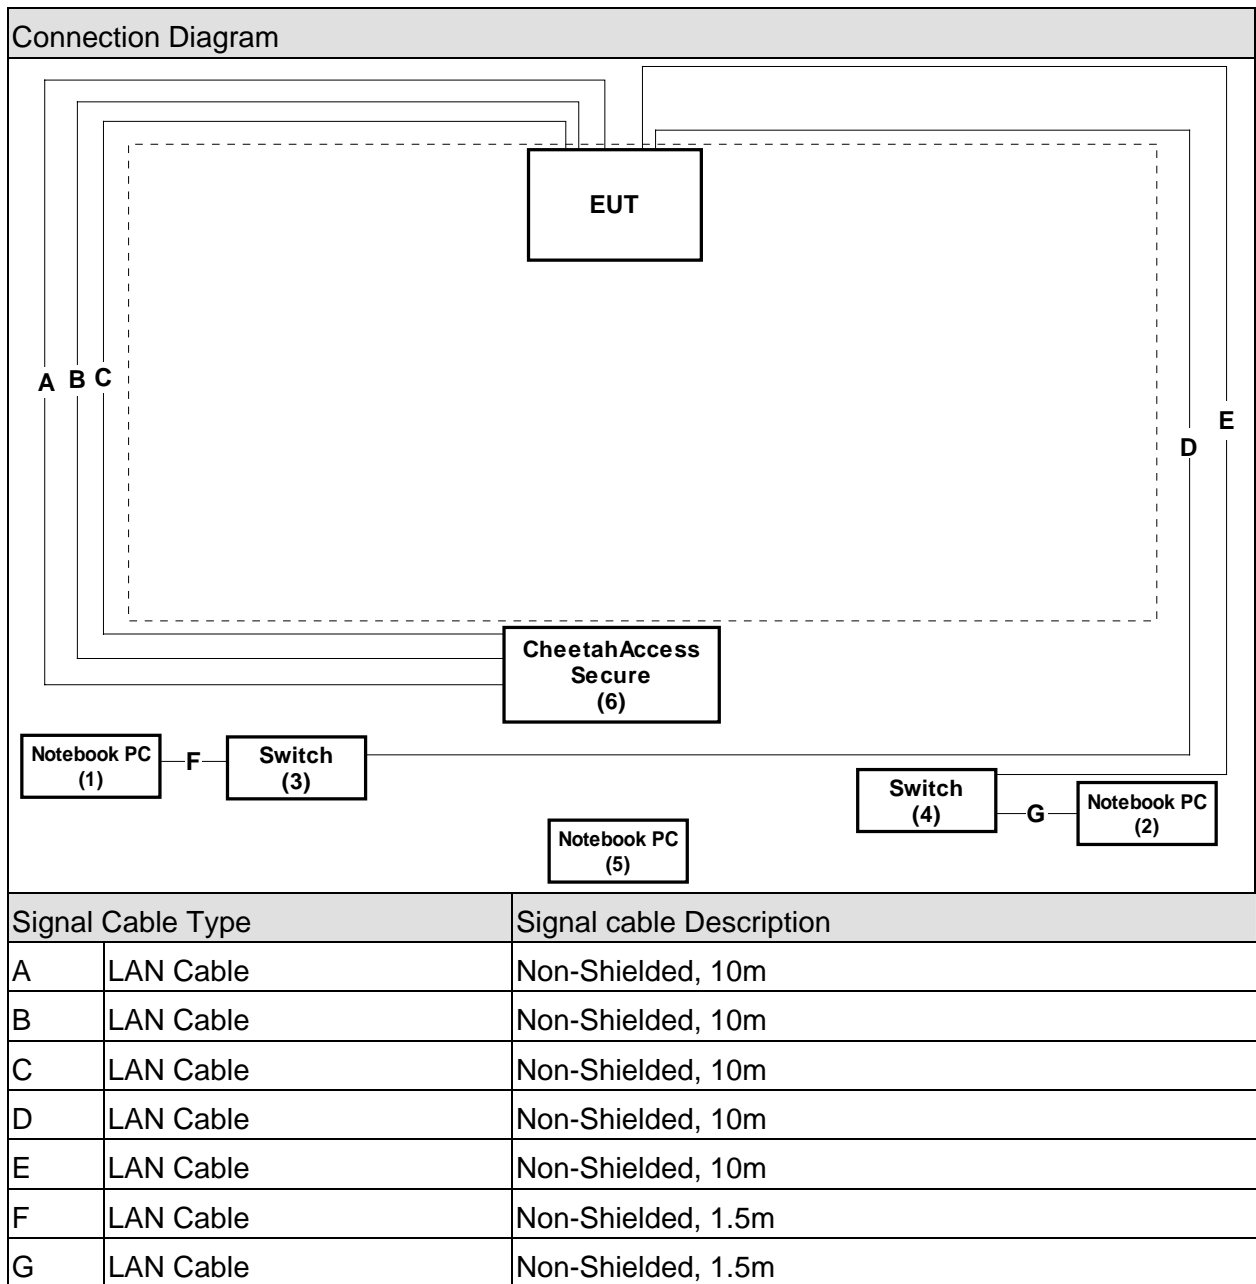 Connection Diagram
EUT
A B C
E
D
CheetahAccess
Secure
(6)
Notebook PC
(1)
F
Switch
(3)
Switch
(4)
G
Notebook PC
(2)
Notebook PC
(5)
Signal Cable Type Signal cable Description
A LAN Cable Non-Shielded, 10m
B LAN Cable Non-Shielded, 10m
C LAN Cable Non-Shielded, 10m
D LAN Cable Non-Shielded, 10m
E LAN Cable Non-Shielded, 10m
F LAN Cable Non-Shielded, 1.5m
G LAN Cable Non-Shielded, 1.5m